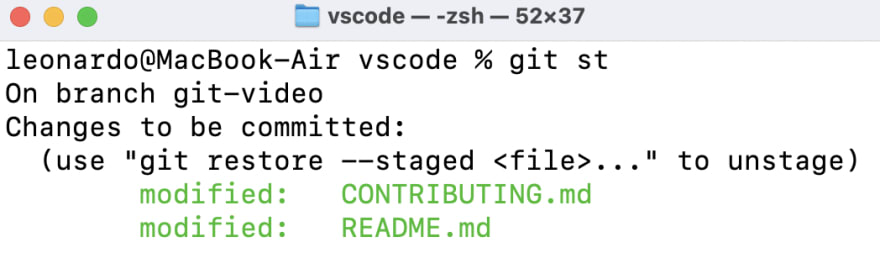 vscode — -zsh — 52×37
leonardo@MacBook-Air vscode % git st
On branch git-video
Changes to be committed:
  (use "git restore --staged <file>..." to unstage)
        modified:   CONTRIBUTING.md
        modified:   README.md